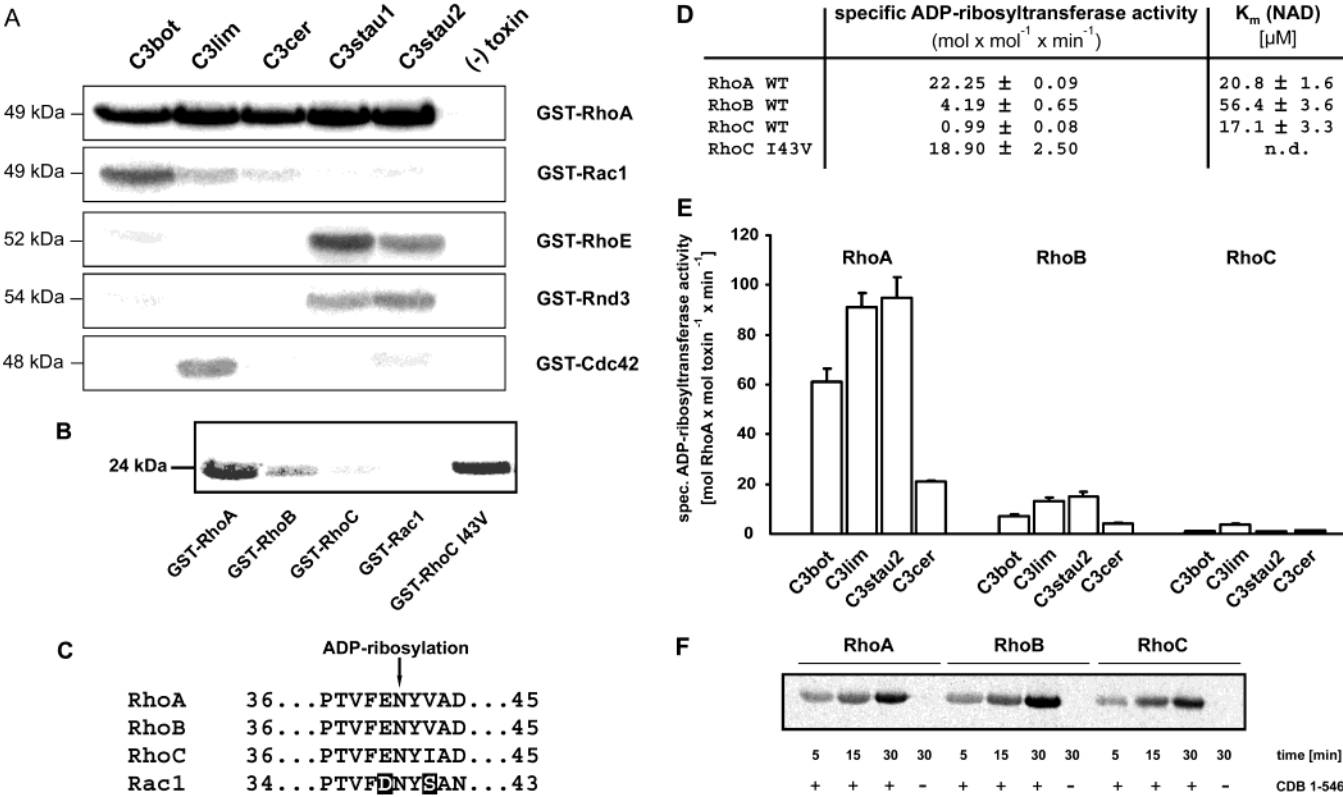 A
C3bot C3lim C3cer C3stau1 C3stau2 (-) toxin
49 kDa GST-RhoA
49 kDa GST-Rac1
52 kDa GST-RhoE
54 kDa GST-Rnd3
48 kDa GST-Cdc42
B
24 kDa
GST-RhoA GST-RhoB GST-RhoC GST-Rac1 GST-RhoC I43V
C
ADP-ribosylation
RhoA 36...PTVFENYVAD...45
RhoB 36...PTVFENYVAD...45
RhoC 36...PTVFENYIAD...45
Rac1 34...PTVFDNYSAN...43
D
specific ADP-ribosyltransferase activity Km (NAD)
(mol x mol⁻¹ x min⁻¹) [µM]
RhoA WT 22.25 ± 0.09 20.8 ± 1.6
RhoB WT 4.19 ± 0.65 56.4 ± 3.6
RhoC WT 0.99 ± 0.08 17.1 ± 3.3
RhoC I43V 18.90 ± 2.50 n.d.
E
spec. ADP-ribosyltransferase activity
[mol RhoA x mol toxin⁻¹ x min⁻¹]
120
100
80
60
40
20
0
RhoA RhoB RhoC
C3bot C3lim C3stau2 C3cer C3bot C3lim C3stau2 C3cer C3bot C3lim C3stau2 C3cer
F
RhoA RhoB RhoC
5 15 30 30 5 15 30 30 5 15 30 30 time [min]
+ + + - + + + - + + + - CDB 1-546